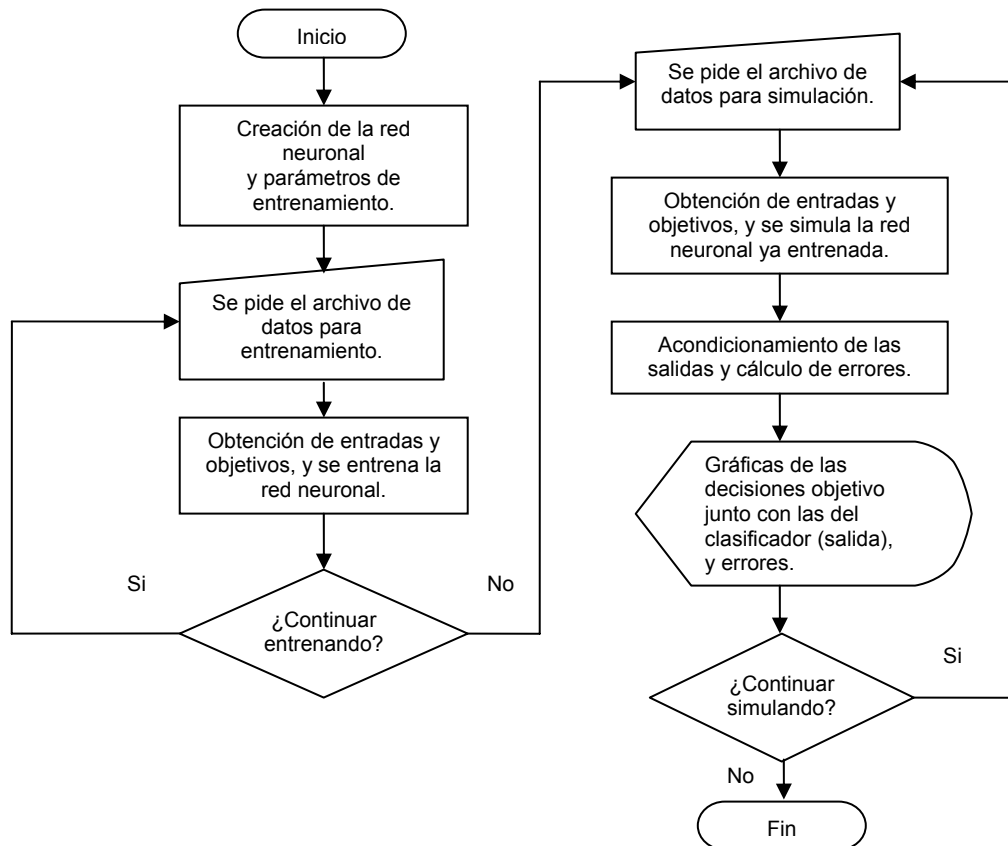 Inicio
Creación de la red
neuronal
y parámetros de
entrenamiento.
Se pide el archivo de
datos para
entrenamiento.
Obtención de entradas y
objetivos, y se entrena la
red neuronal.
Si
No
¿Continuar
entrenando?
Se pide el archivo de
datos para simulación.
Obtención de entradas y
objetivos, y se simula la red
neuronal ya entrenada.
Acondicionamiento de las
salidas y cálculo de errores.
Gráficas de las
decisiones objetivo
junto con las del
clasificador (salida),
y errores.
Si
¿Continuar
simulando?
No
Fin